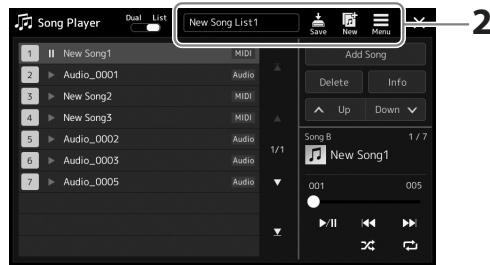 Song Player Dual List New Song List1 Save New Menu 2
1 New Song1 MIDI
2 Audio_0001 Audio
3 New Song2 MIDI
4 New Song3 MIDI
5 Audio_0002 Audio
6 Audio_0003 Audio
7 Audio_0005 Audio
1/1
Add Song
Delete Info
Up Down
Song B 1 / 7
New Song1
001 005